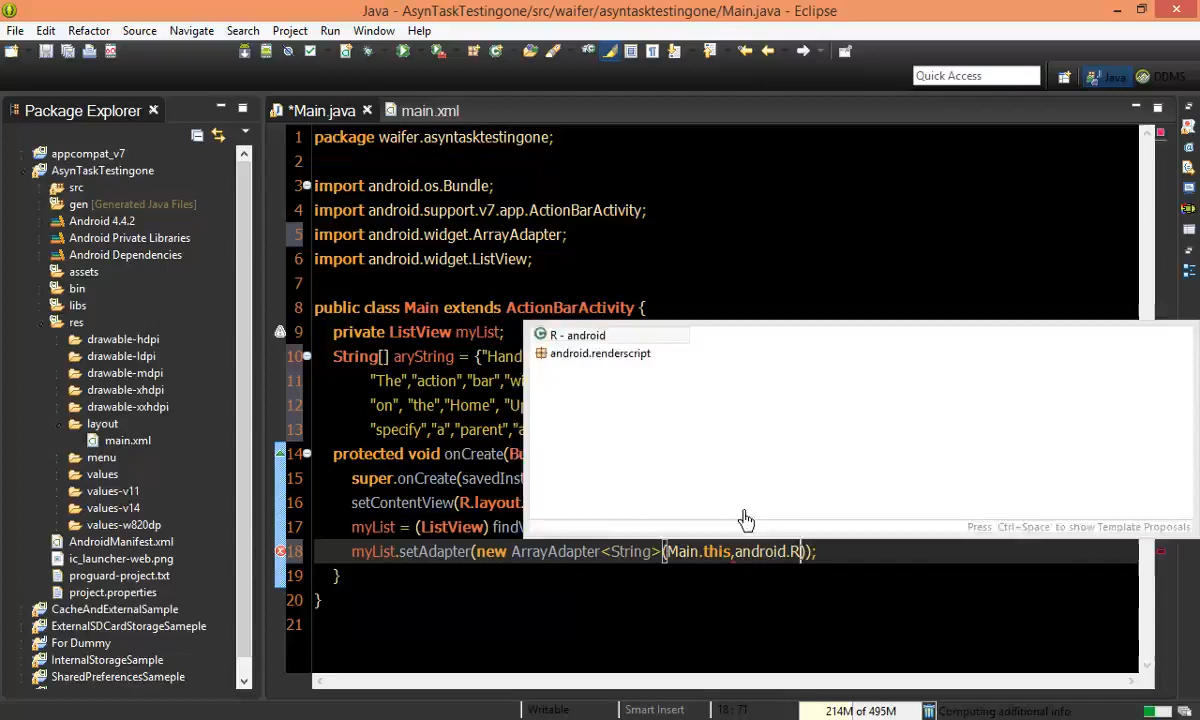 Java - AsynTaskTestingone/src/waifer/asyntasktestingone/Main.java - Eclipse
File Edit Refactor Source Navigate Search Project Run Window Help
Quick Access
Java
DDMS
Package Explorer
*Main.java
main.xml
appcompat_v7
AsynTaskTestingone
src
gen [Generated Java Files]
Android 4.4.2
Android Private Libraries
Android Dependencies
assets
bin
libs
res
drawable-hdpi
drawable-ldpi
drawable-mdpi
drawable-xhdpi
drawable-xxhdpi
layout
main.xml
menu
values
values-v11
values-v14
values-w820dp
AndroidManifest.xml
ic_launcher-web.png
proguard-project.txt
project.properties
CacheAndExternalSample
ExternalSDCardStorageSameple
For Dummy
InternalStorageSample
SharedPreferencesSameple
1 package waifer.asyntasktestingone;
2
3 import android.os.Bundle;
4 import android.support.v7.app.ActionBarActivity;
5 import android.widget.ArrayAdapter;
6 import android.widget.ListView;
7
8 public class Main extends ActionBarActivity {
9 private ListView myList;
10 String[] aryString = {"Hand
11 "The","action","bar","wi
12 "on", "the","Home", "Up
13 "specify","a","parent","a
14 protected void onCreate(Bu
15 super.onCreate(savedInst
16 setContentView(R.layout.
17 myList = (ListView) findV
18 myList.setAdapter(new ArrayAdapter<String>(Main.this,android.R));
19 }
20 }
21
R - android
android.renderscript
Press 'Ctrl+Space' to show Template Proposals
Writable
Smart Insert
18 : 71
214M of 495M
Computing additional info